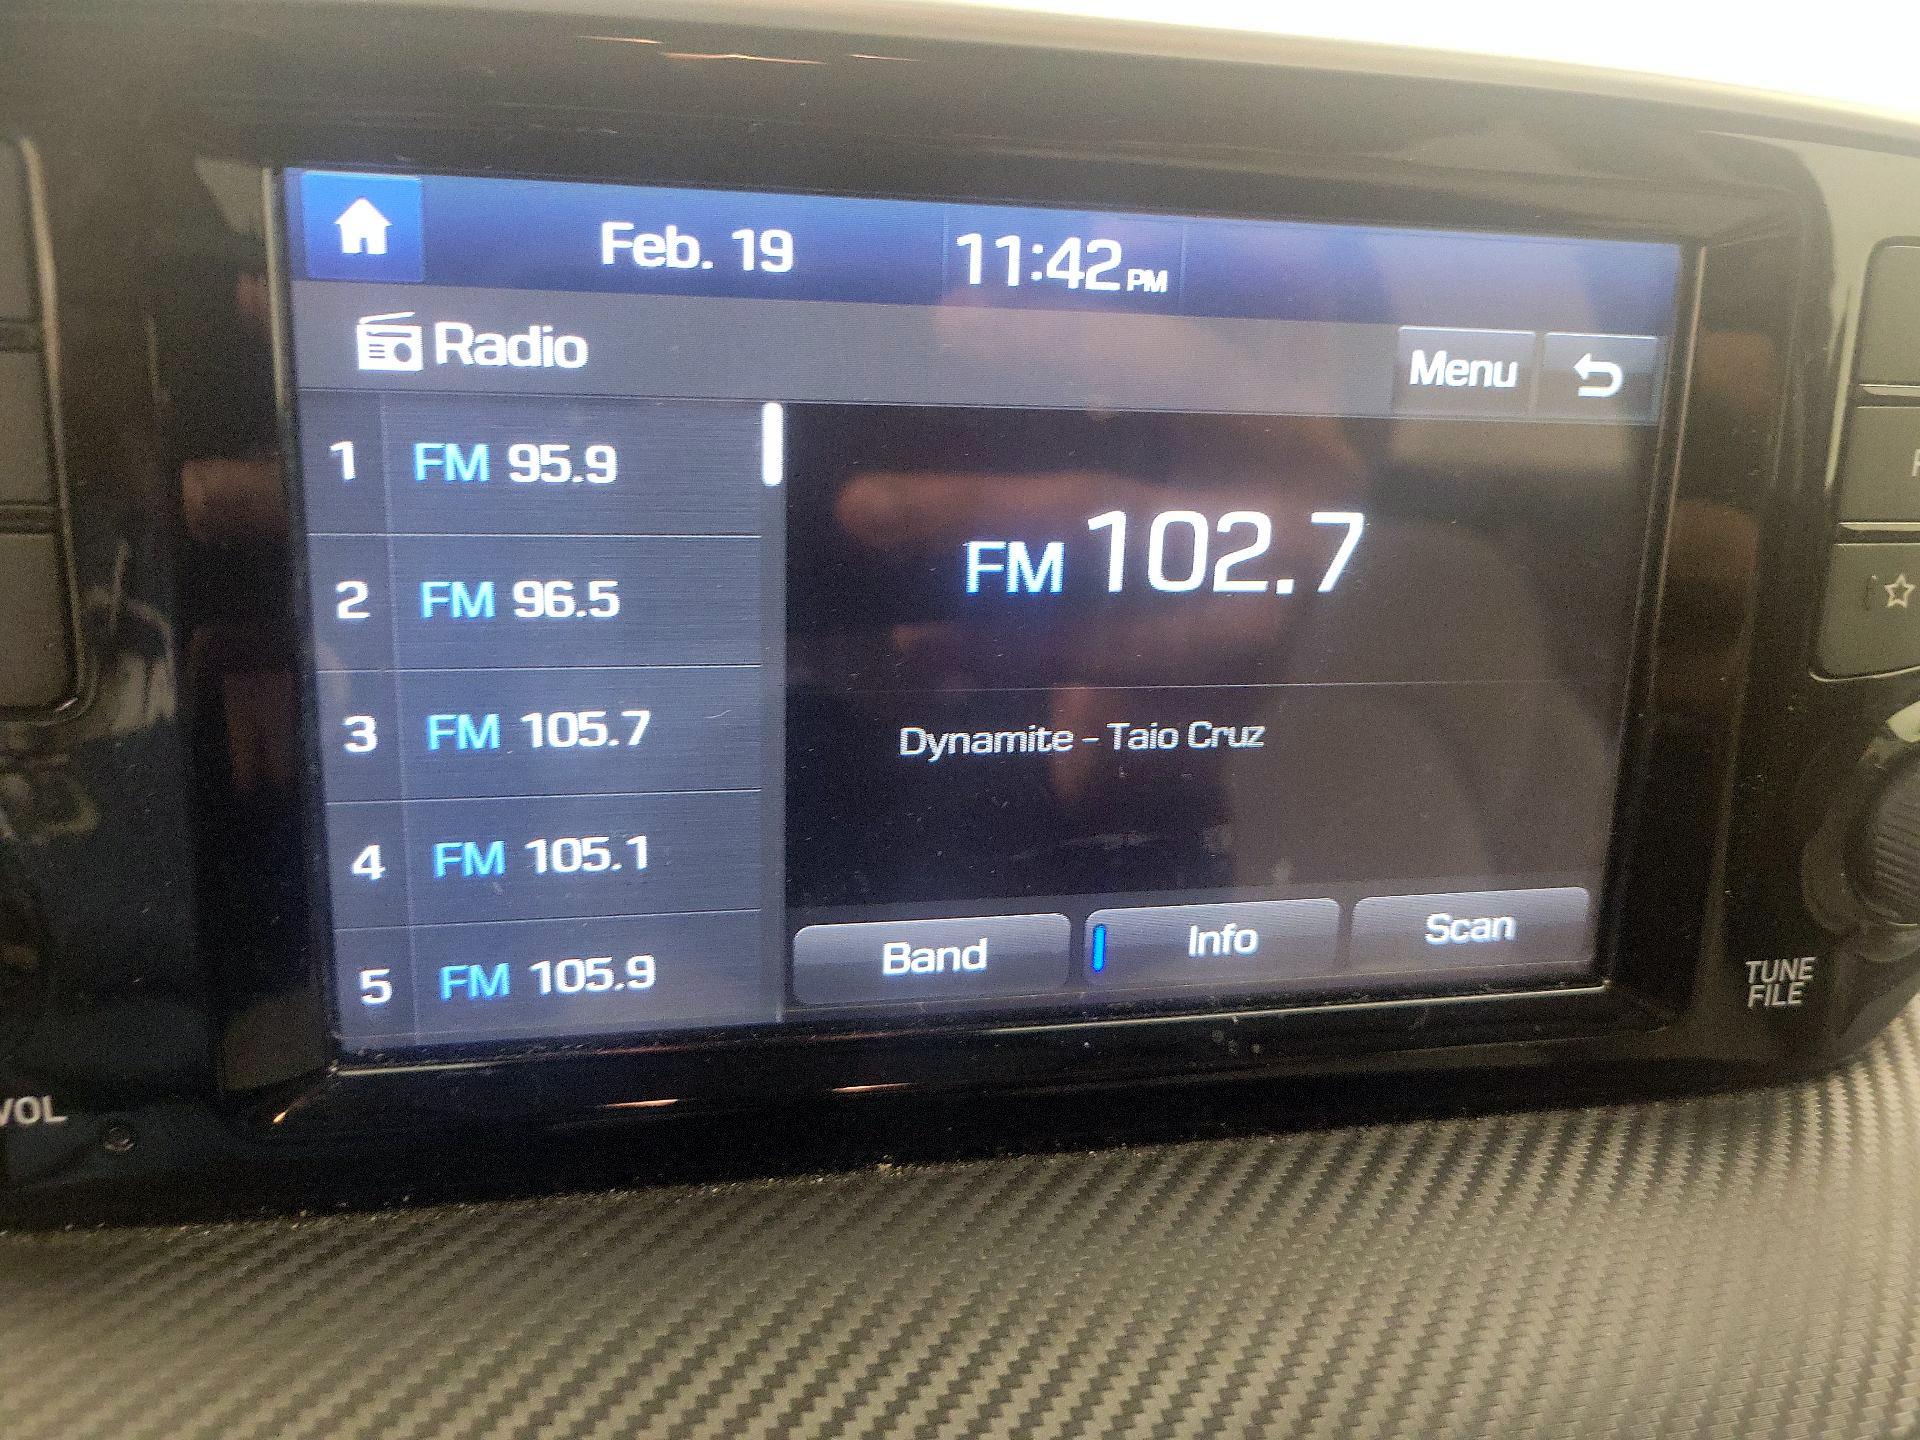 Feb. 19 11:42 PM
Radio
Menu
1 FM 95.9
2 FM 96.5
3 FM 105.7
4 FM 105.1
5 FM 105.9
FM 102.7
Dynamite - Taio Cruz
Band Info Scan
TUNE
FILE
VOL